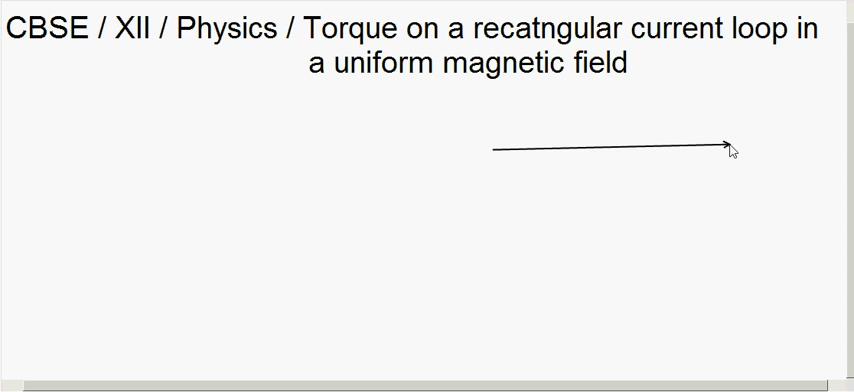 CBSE / XII / Physics / Torque on a recatngular current loop in
a uniform magnetic field